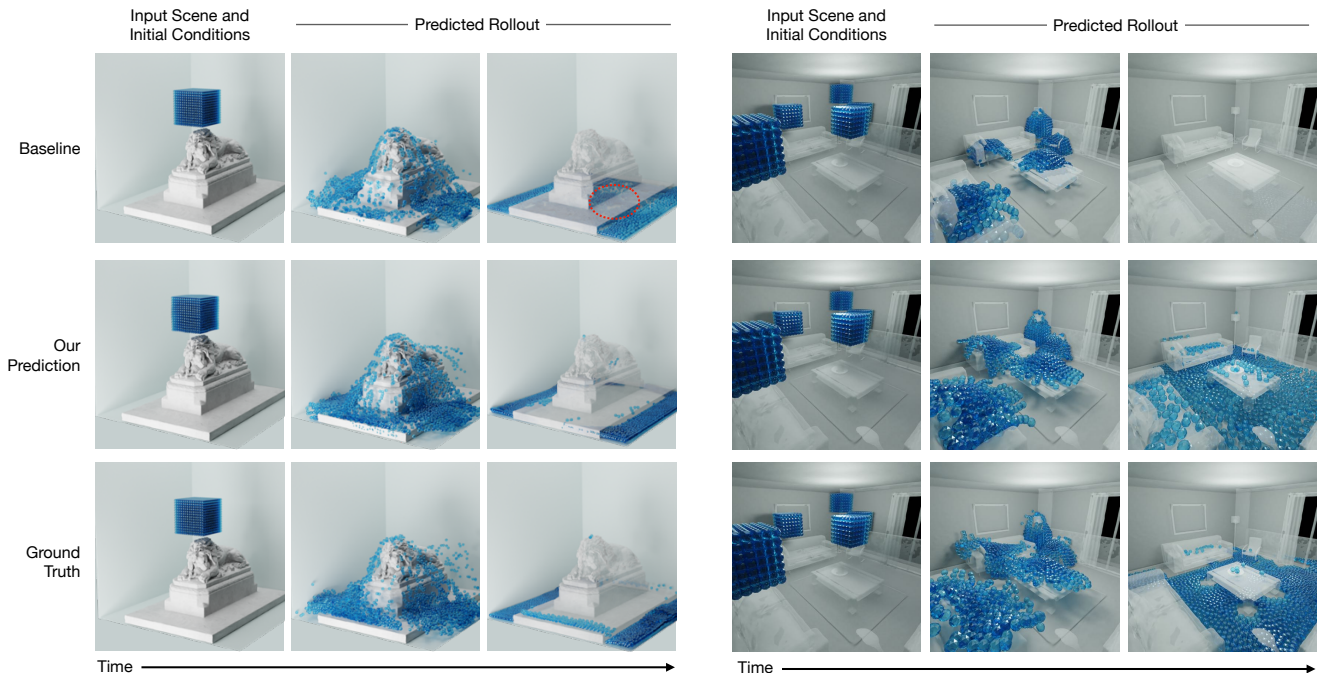 Input Scene and
Initial Conditions
Predicted Rollout
Input Scene and
Initial Conditions
Predicted Rollout
Baseline
Our
Prediction
Ground
Truth
Time
Time